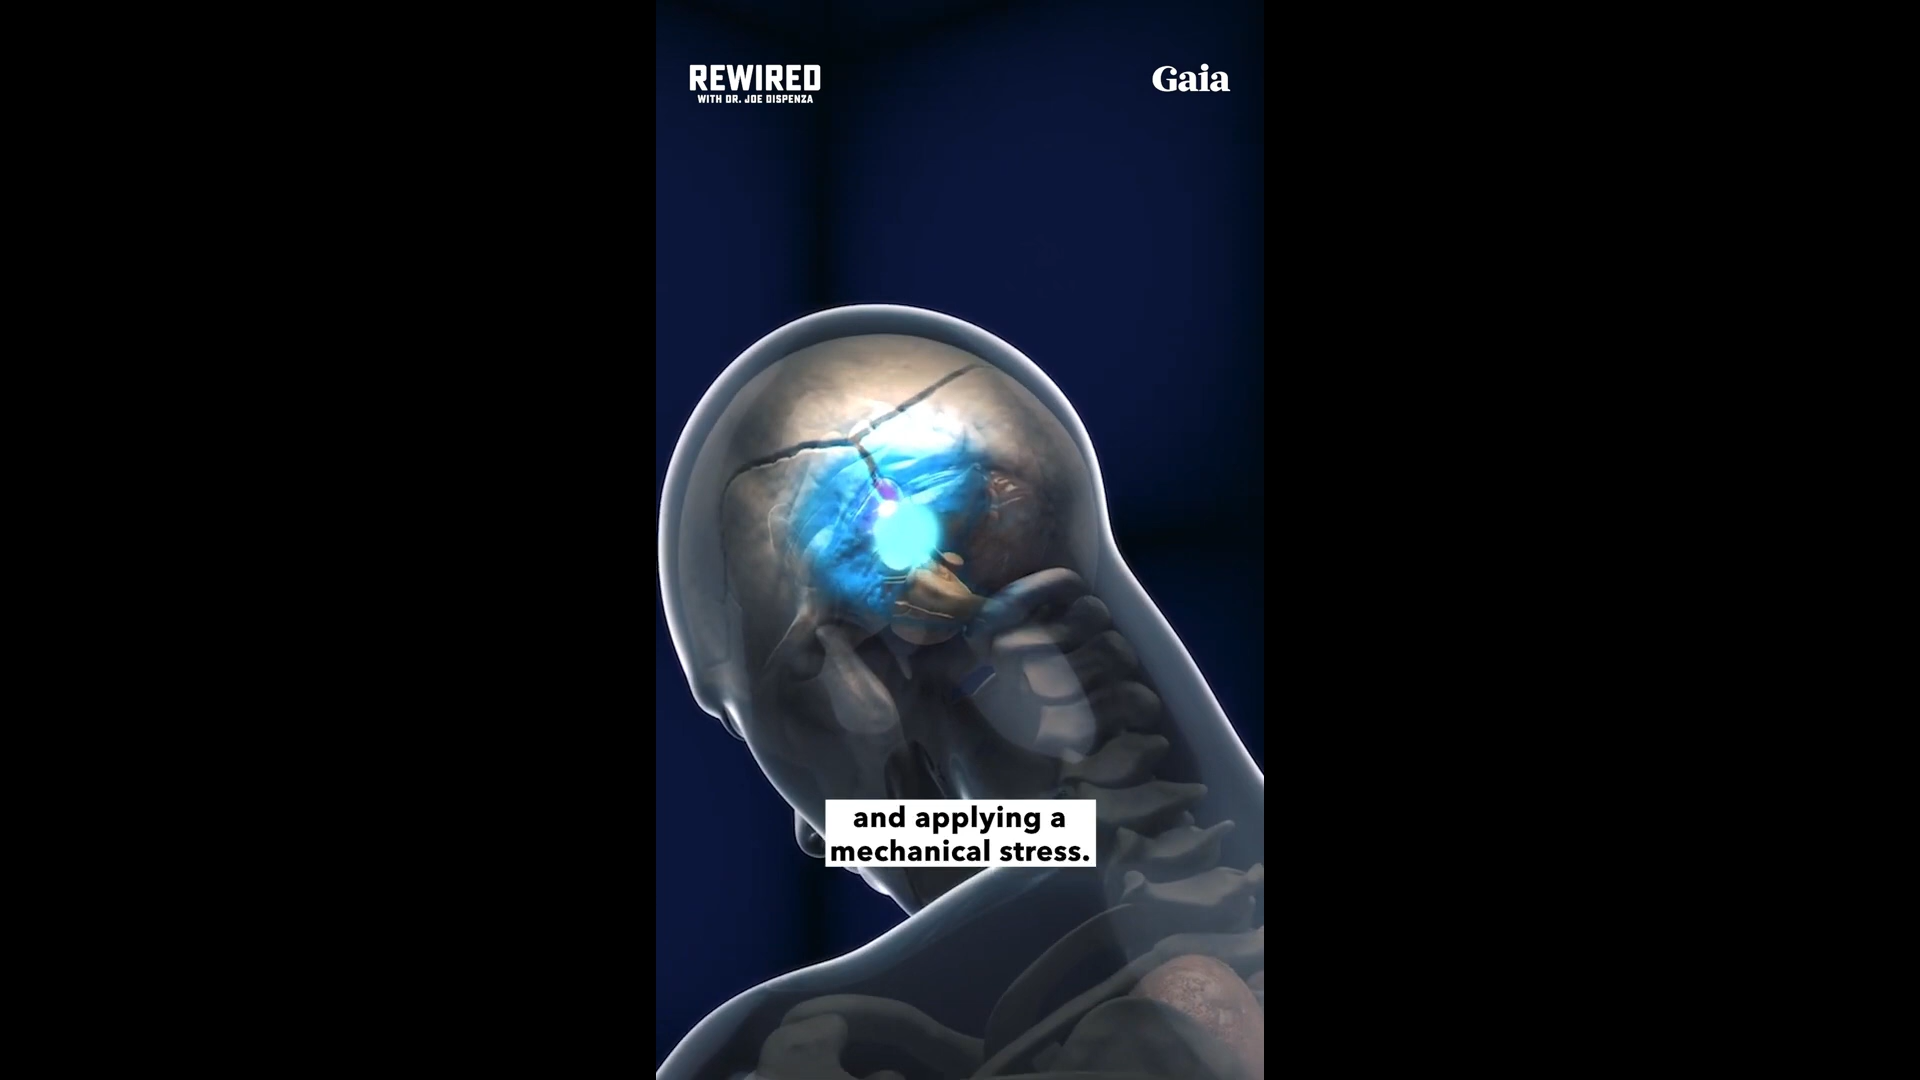 REWIRED
WITH DR. JOE DISPENZA
Gaia
and applying a
mechanical stress.